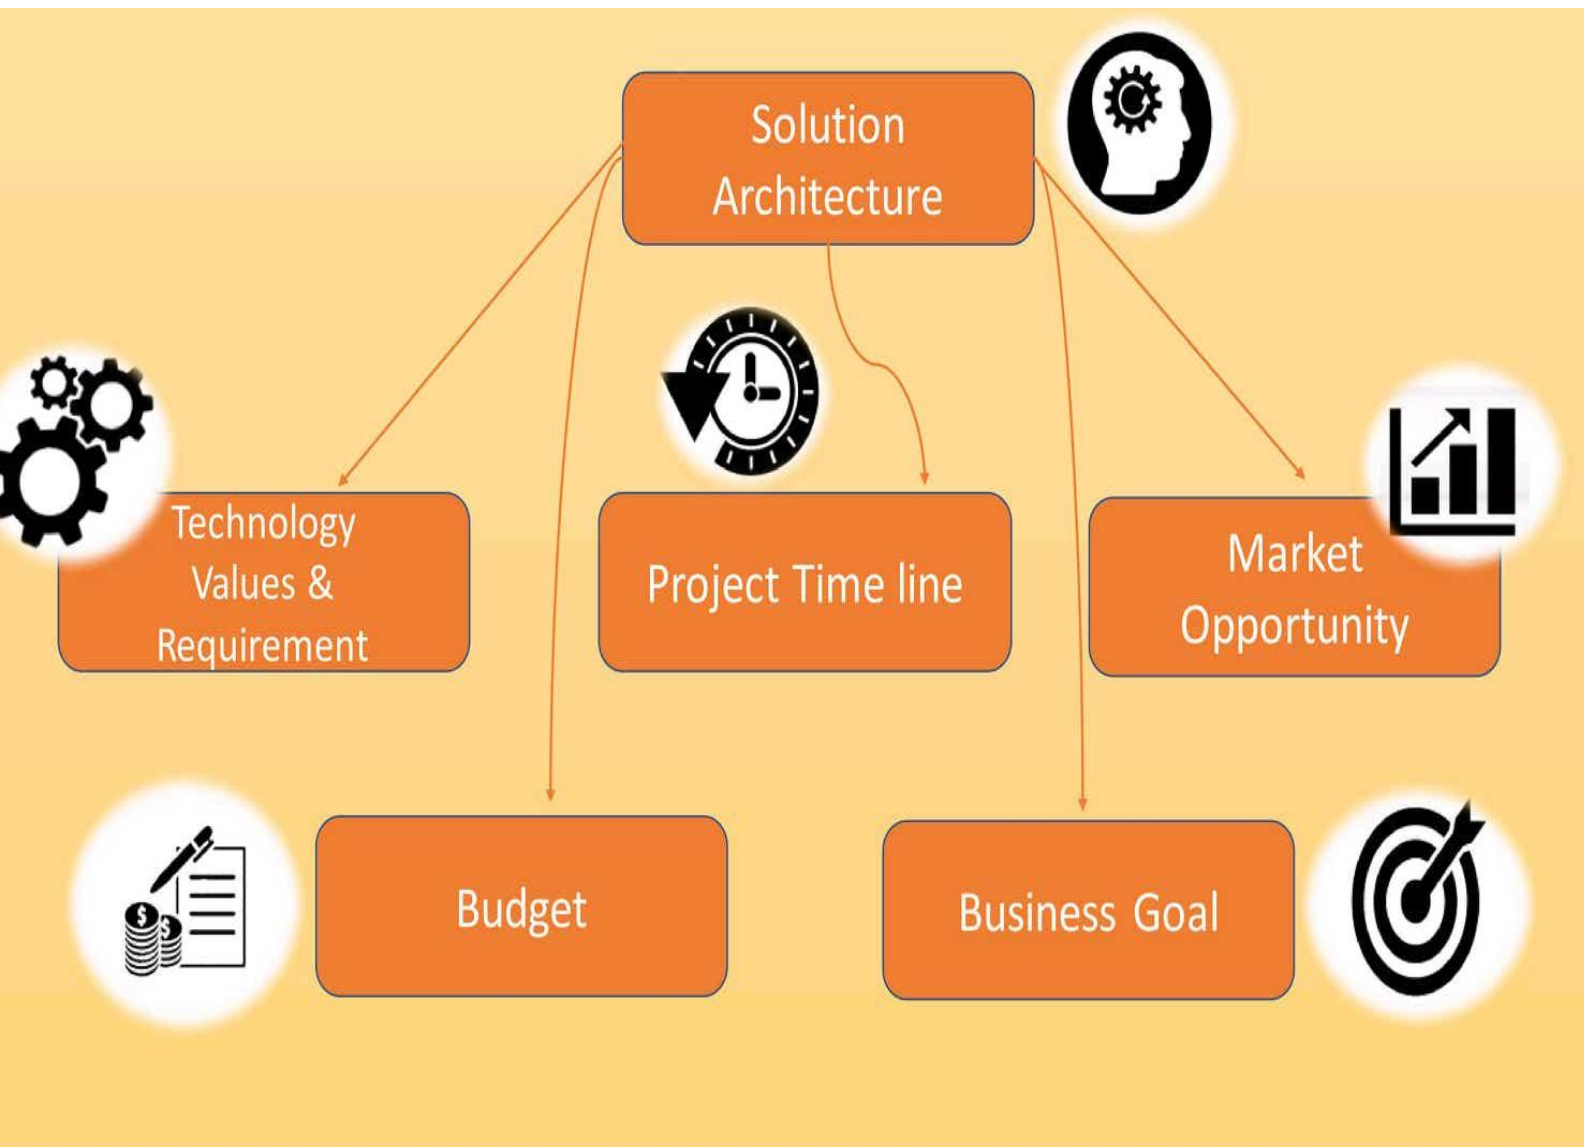 Solution
Architecture
Technology
Values &
Requirement
Project Time line
Market
Opportunity
$
$
Budget
Business Goal